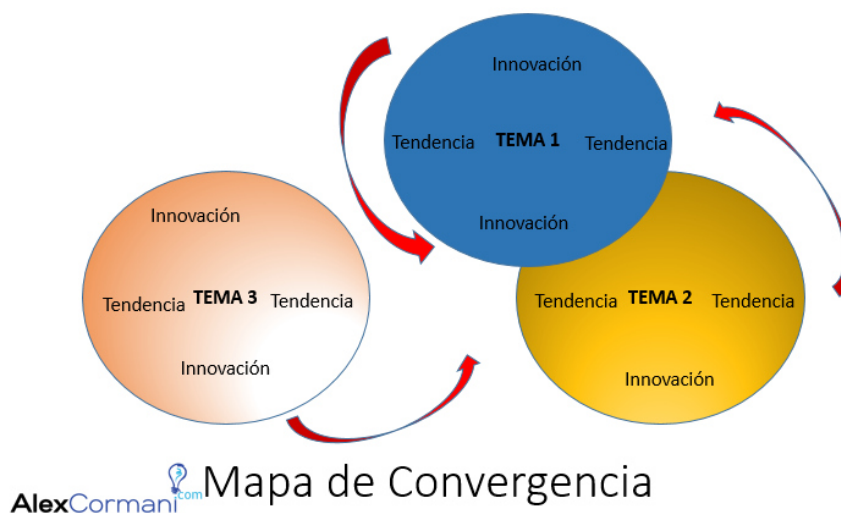 Innovación
Tendencia TEMA 1 Tendencia
Innovación
Innovación
Tendencia TEMA 3 Tendencia
Innovación
Tendencia TEMA 2 Tendencia
Innovación
Mapa de Convergencia
AlexCormani.com